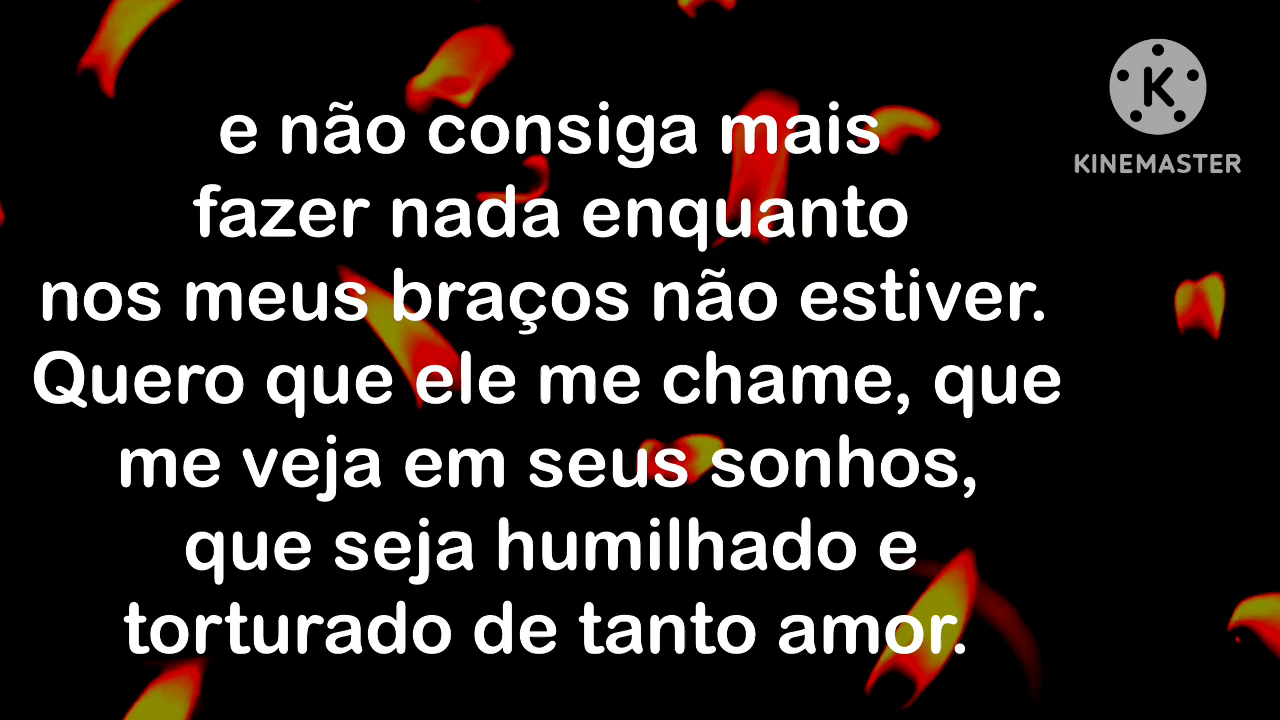 e não consiga mais
fazer nada enquanto
nos meus braços não estiver.
Quero que ele me chame, que
me veja em seus sonhos,
que seja humilhado e
torturado de tanto amor.
K
KINEMASTER